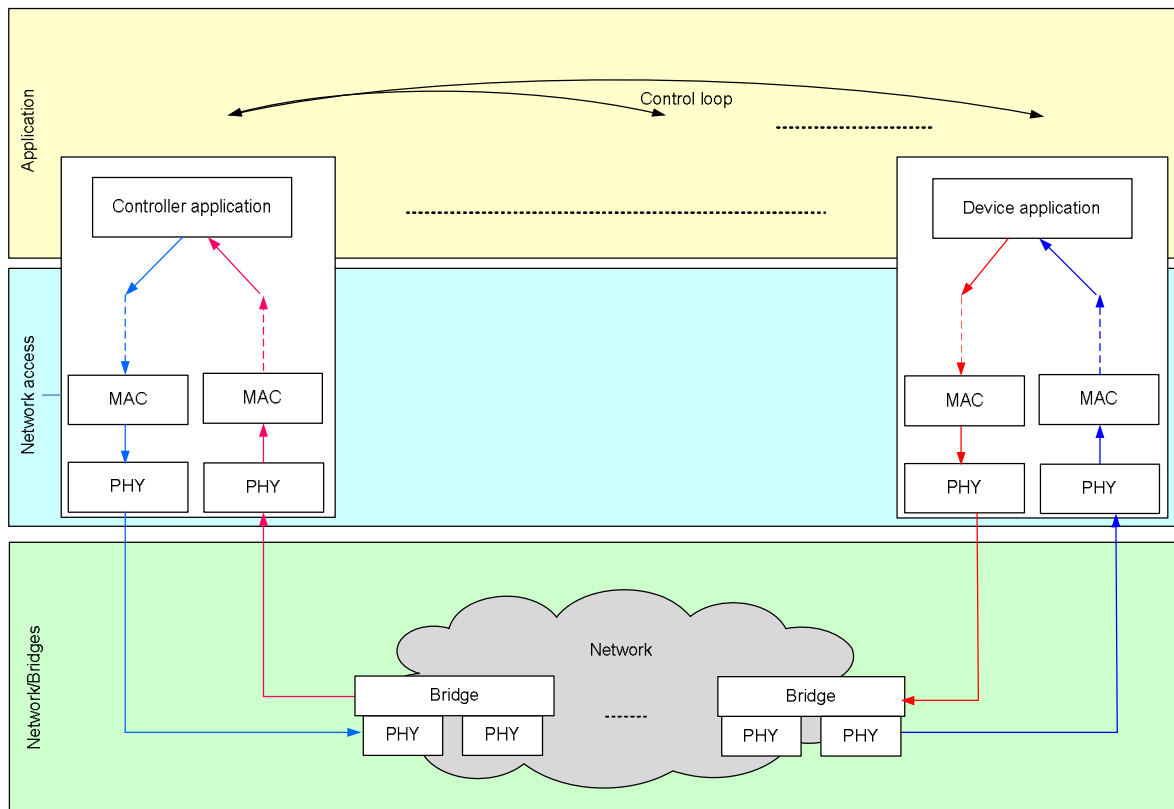 Application
Control loop
Controller application
Device application
Network access
MAC
MAC
MAC
MAC
PHY
PHY
PHY
PHY
Network/Bridges
Network
Bridge
Bridge
PHY
PHY
PHY
PHY